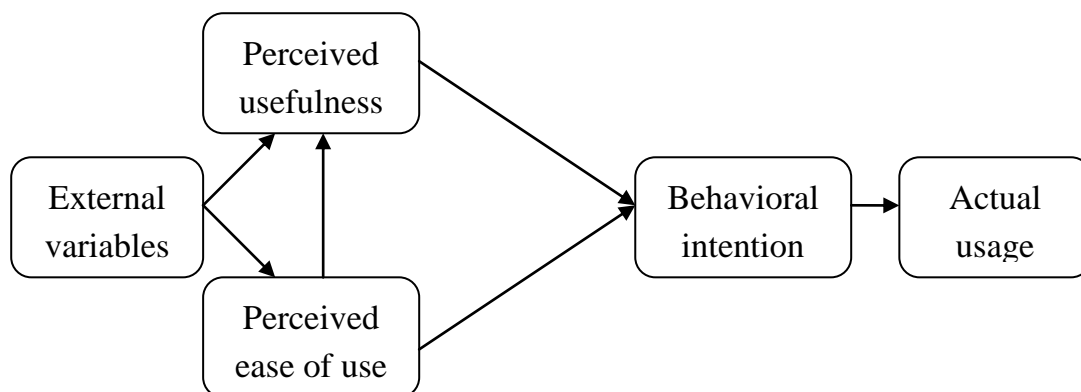 Perceived
usefulness
External
variables
Perceived
ease of use
Behavioral
intention
Actual
usage